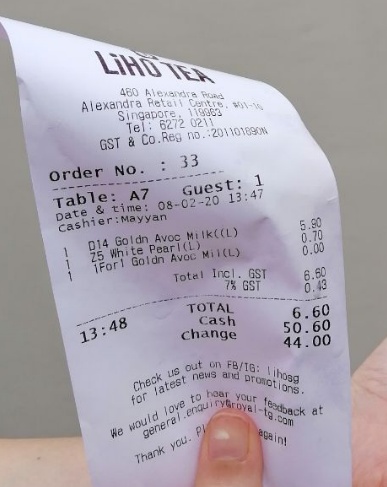 LiHO TEA
460 Alexandra Road
Alexandra Retail Centre, #01-16
Singapore, 119963
Tel: 6272 0211
GST & Co.Reg no.:201101690N
Order No. : 33
Table: A7 Guest: 1
Date & time: 08-02-20 13:47
Cashier:Mayyan
1 D14 Goldn Avoc Milk((L) 5.90
1 Z5 White Pearl(L) 0.70
1 1For1 Goldn Avoc Mil(L) 0.00
Total Incl. GST 6.60
7% GST 0.43
TOTAL 6.60
Cash 50.60
13:48 Change 44.00
Check us out on FB/IG: lihosg
for latest news and promotions.
We would love to hear your feedback at
general.enquiry@royal-tg.com
Thank you. again!